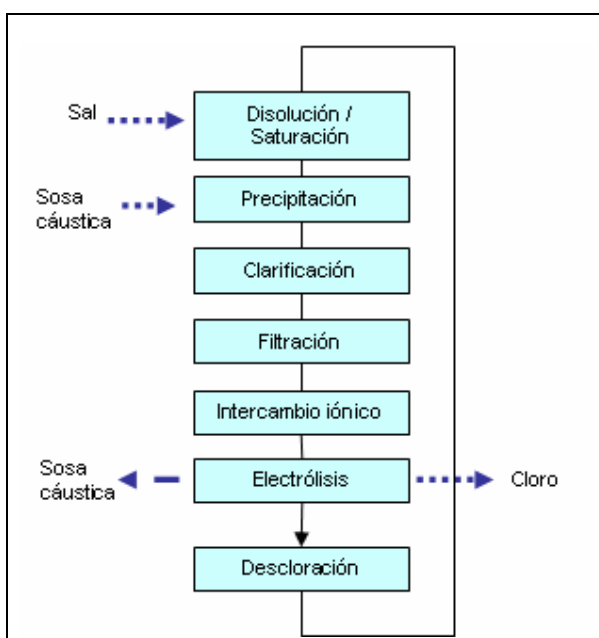 Sal
Disolución /
Saturación
Sosa
cáustica
Precipitación
Clarificación
Filtración
Intercambio iónico
Sosa
cáustica
Electrólisis
Cloro
Descloración